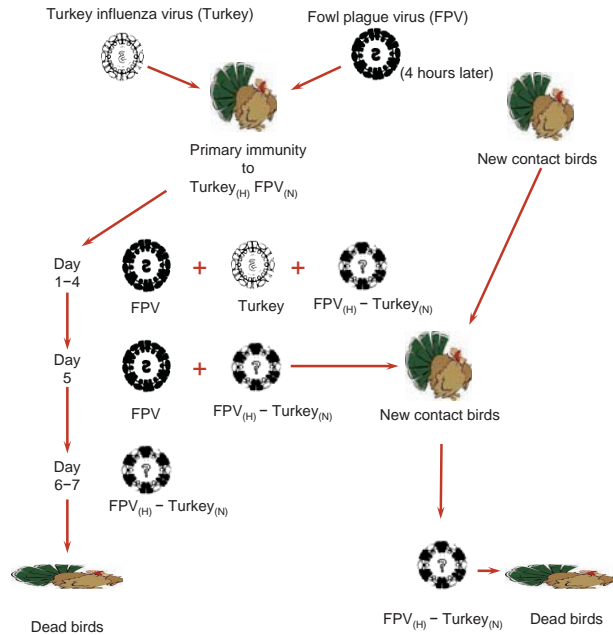 Turkey influenza virus (Turkey)
Fowl plague virus (FPV)
(4 hours later)
Primary immunity
to
Turkey(H) FPV(N)
New contact birds
Day
1–4
+
+
FPV
Turkey
FPV(H) – Turkey(N)
Day
5
+
FPV
FPV(H) – Turkey(N)
New contact birds
Day
6–7
?
FPV(H) – Turkey(N)
Dead birds
?
FPV(H) – Turkey(N)
Dead birds